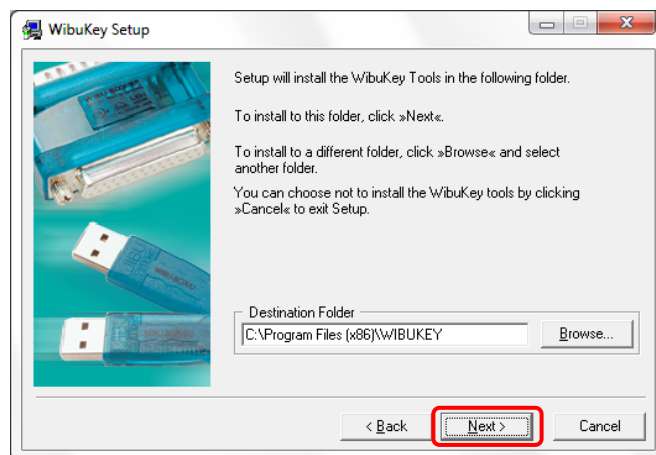 WibuKey Setup
Setup will install the WibuKey Tools in the following folder.
To install to this folder, click »Next«.
To install to a different folder, click »Browse« and select
another folder.
You can choose not to install the WibuKey tools by clicking
»Cancel« to exit Setup.
Destination Folder
C:\Program Files (x86)\WIBUKEY
Browse...
< Back
Next >
Cancel